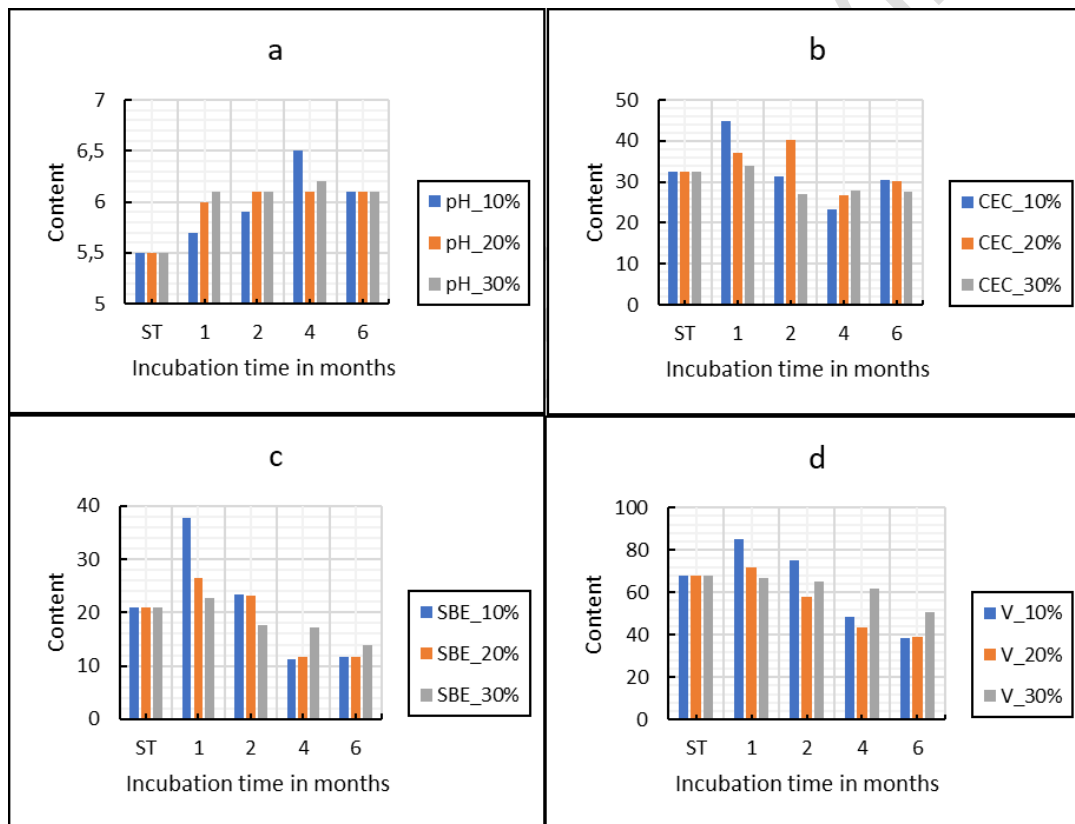 a
7
6,5
6
5,5
5
Content
ST 1 2 4 6
Incubation time in months
pH_10%
pH_20%
pH_30%
b
50
40
30
20
10
0
Content
ST 1 2 4 6
Incubation time in months
CEC_10%
CEC_20%
CEC_30%
c
40
30
20
10
0
Content
ST 1 2 4 6
Incubation time in months
SBE_10%
SBE_20%
SBE_30%
d
100
80
60
40
20
0
Content
ST 1 2 4 6
Incubation time in months
V_10%
V_20%
V_30%